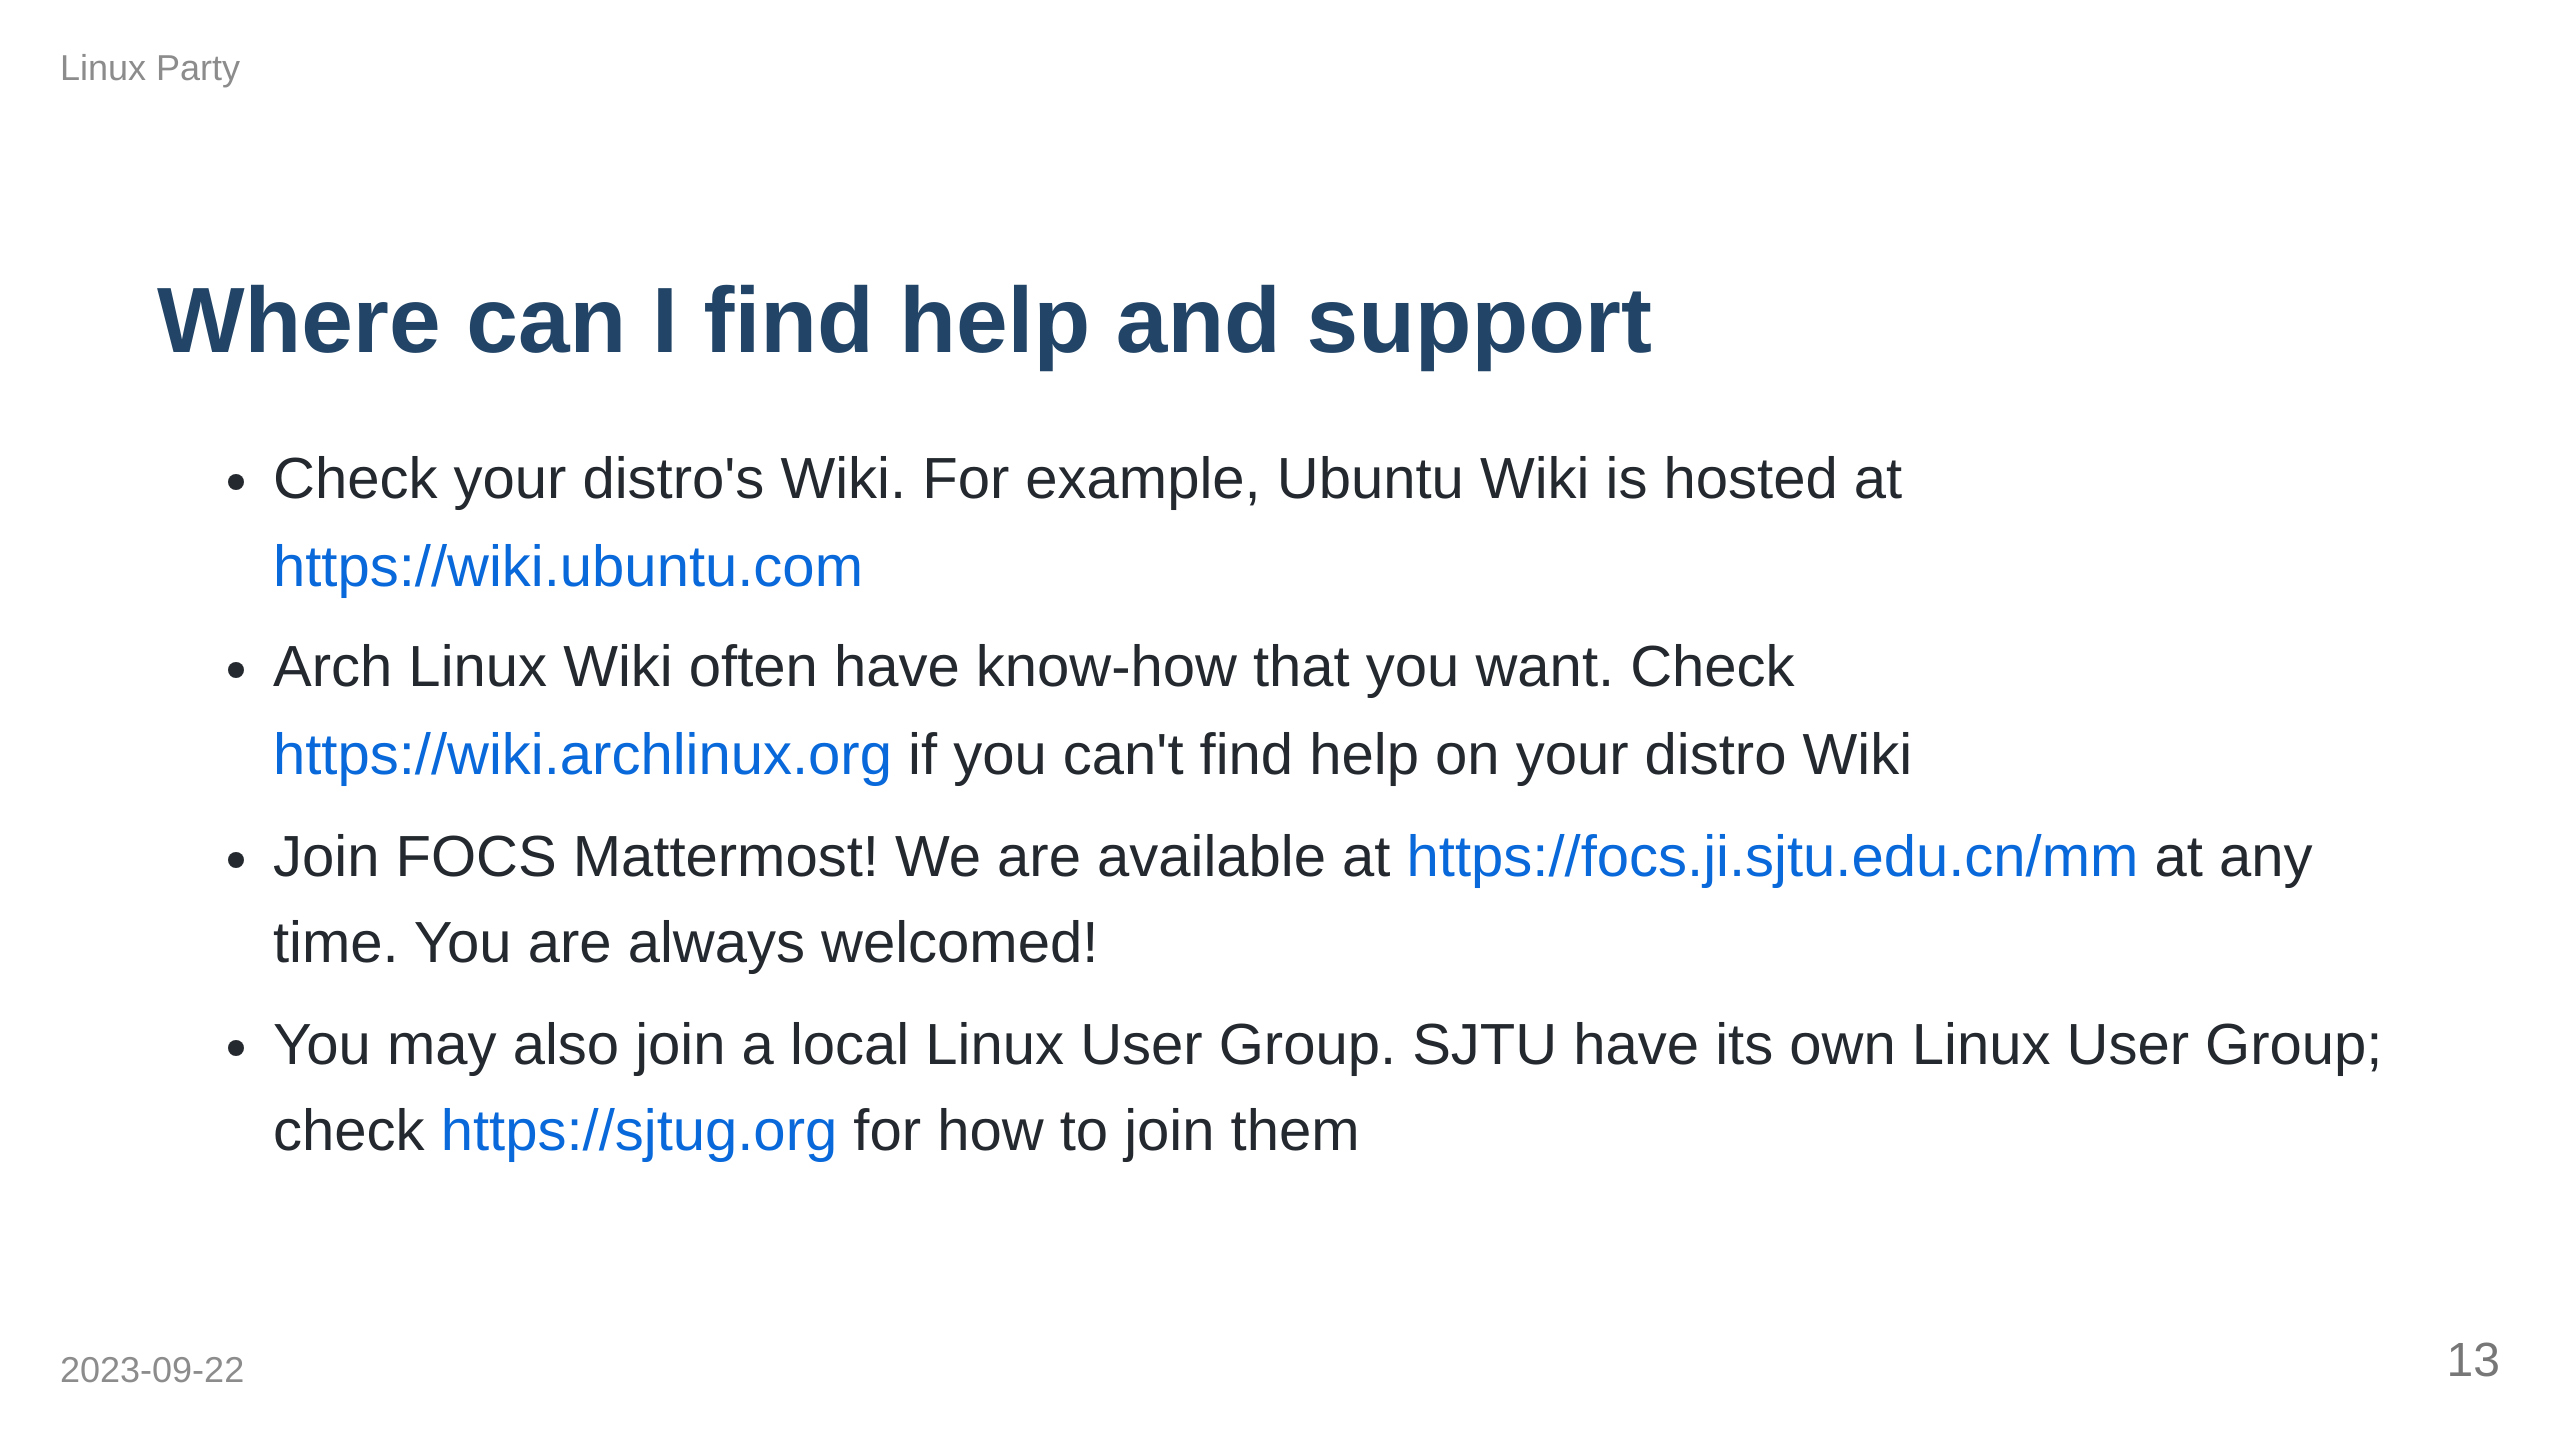 Linux Party
Where can I find help and support
• Check your distro's Wiki. For example, Ubuntu Wiki is hosted at
https://wiki.ubuntu.com
• Arch Linux Wiki often have know-how that you want. Check
https://wiki.archlinux.org if you can't find help on your distro Wiki
• Join FOCS Mattermost! We are available at https://focs.ji.sjtu.edu.cn/mm at any
time. You are always welcomed!
• You may also join a local Linux User Group. SJTU have its own Linux User Group;
check https://sjtug.org for how to join them
2023-09-22
13